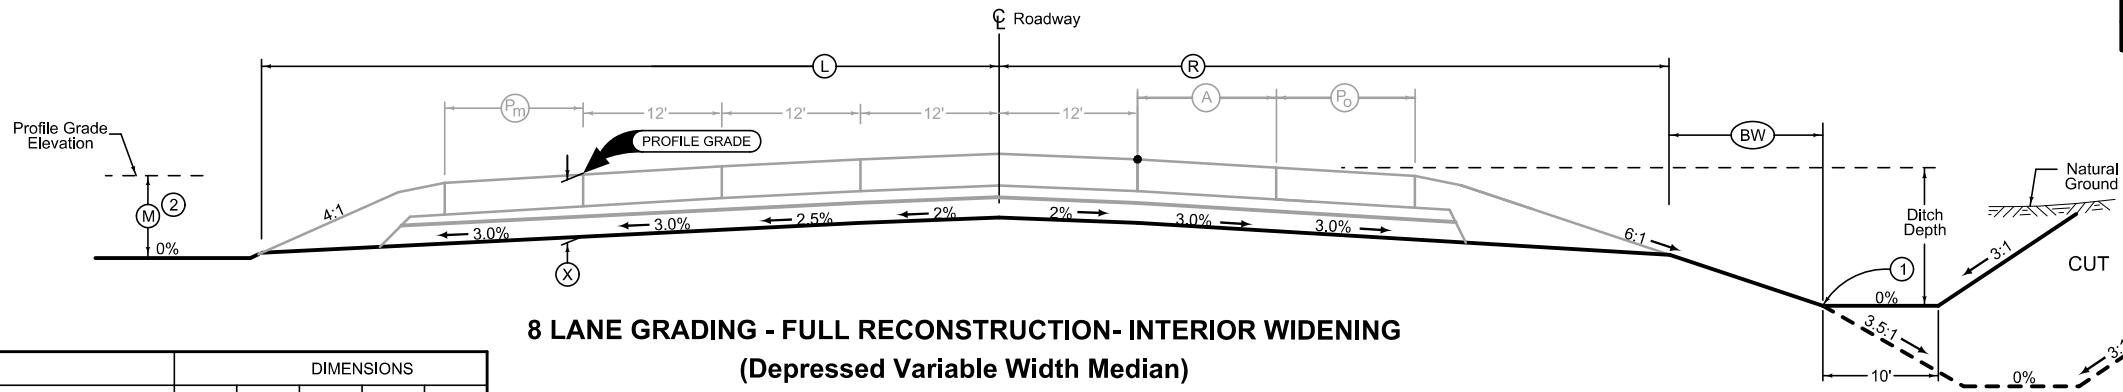 ℄ Roadway
L
R
Pm
12'
12'
12'
12'
A
Po
BW
Profile Grade
Elevation
PROFILE GRADE
M
2
4:1
0%
3.0%
3.0%
2.5%
2%
2%
3.0%
3.0%
6:1
X
Natural
Ground
Ditch
Depth
3:1
CUT
1
0%
3.5:1
10'
0%
8 LANE GRADING - FULL RECONSTRUCTION- INTERIOR WIDENING
(Depressed Variable Width Median)
DIMENSIONS